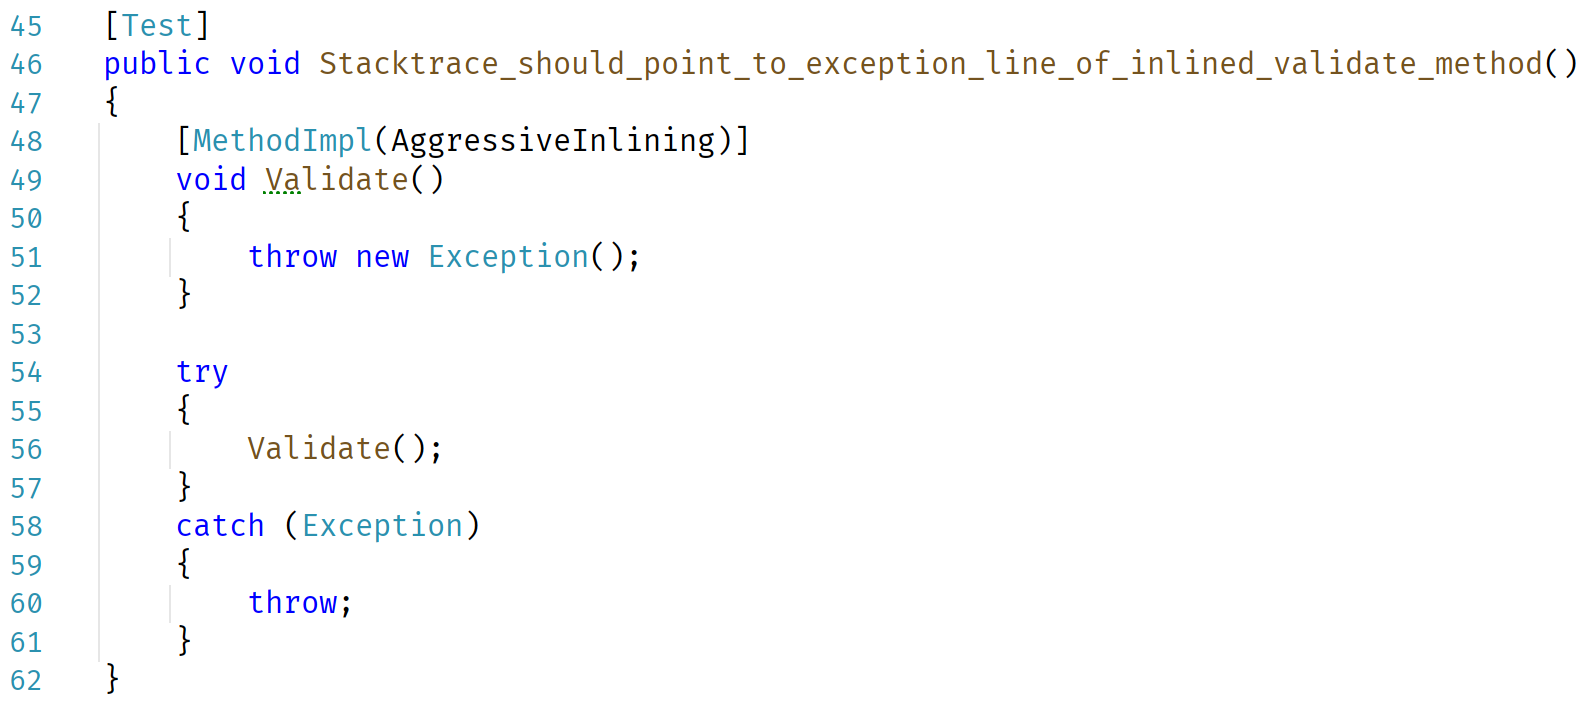 45 [Test]
46 public void Stacktrace_should_point_to_exception_line_of_inlined_validate_method()
47 {
48     [MethodImpl(AggressiveInlining)]
49     void Validate()
50     {
51         throw new Exception();
52     }
53
54     try
55     {
56         Validate();
57     }
58     catch (Exception)
59     {
60         throw;
61     }
62 }